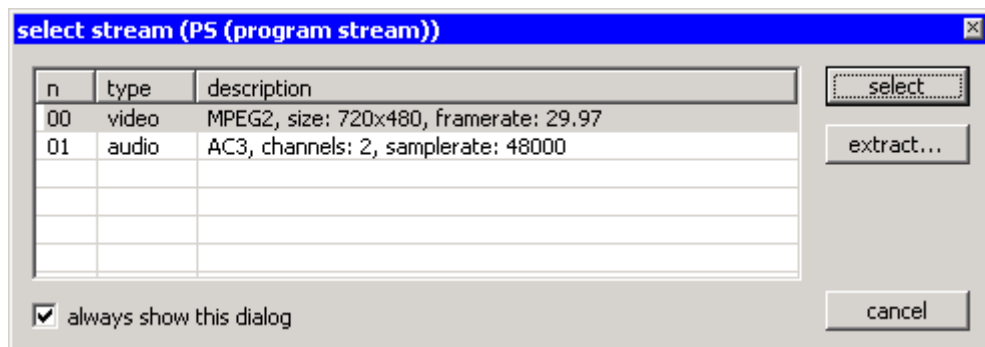 select stream (PS (program stream))
n type description
00 video MPEG2, size: 720x480, framerate: 29.97
01 audio AC3, channels: 2, samplerate: 48000
select
extract...
always show this dialog
cancel